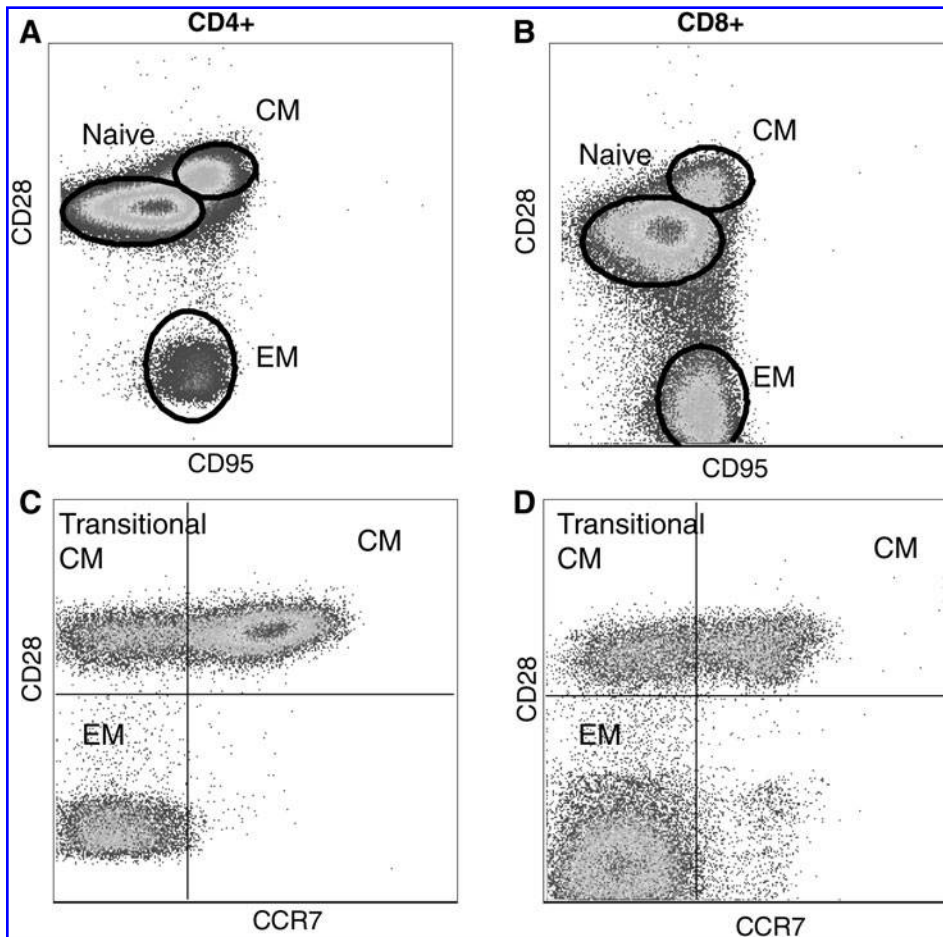 A
CD4+
Naive
CM
EM
CD28
CD95
B
CD8+
Naive
CM
EM
CD28
CD95
C
Transitional
CM
CM
EM
CD28
CCR7
D
Transitional
CM
CM
EM
CD28
CCR7